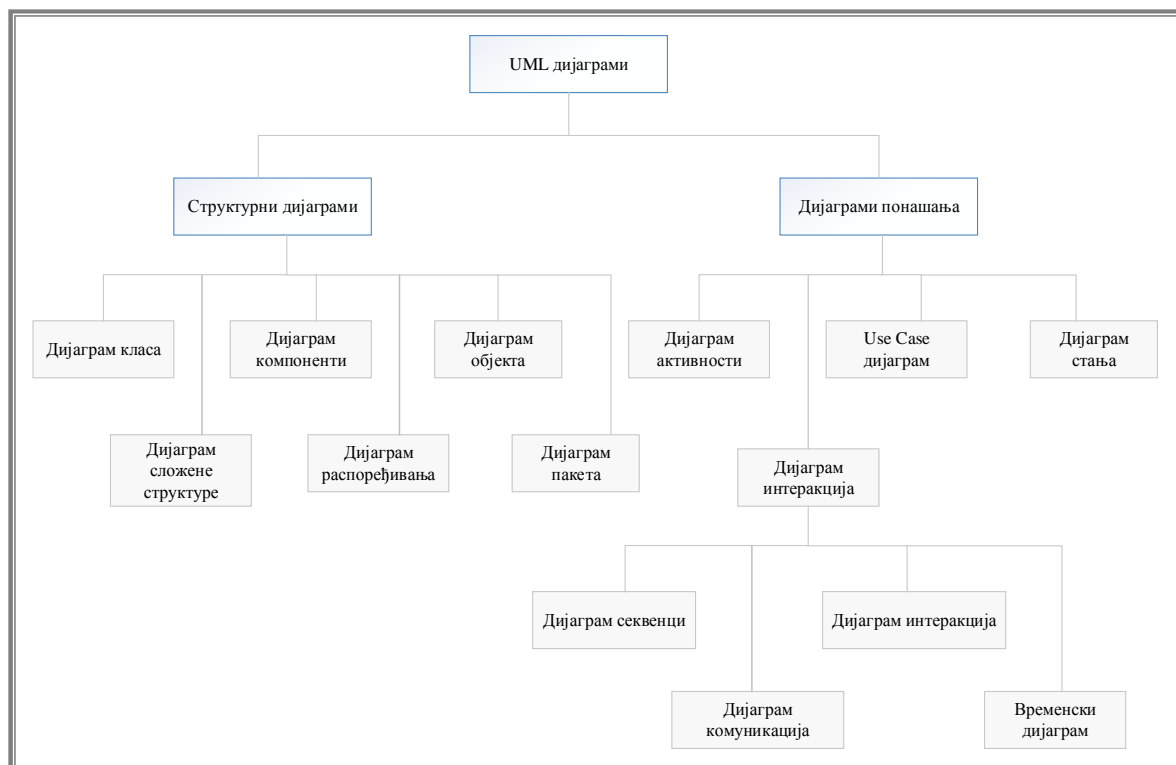 UML дијаграми
Структурни дијаграми
Дијаграми понашања
Дијаграм класа
Дијаграм
компоненти
Дијаграм
објекта
Дијаграм
активности
Use Case
дијаграм
Дијаграм
стања
Дијаграм
сложене
структуре
Дијаграм
распоређивања
Дијаграм
пакета
Дијаграм
интеракција
Дијаграм секвенци
Дијаграм интеракција
Дијаграм
комуникација
Временски
дијаграм